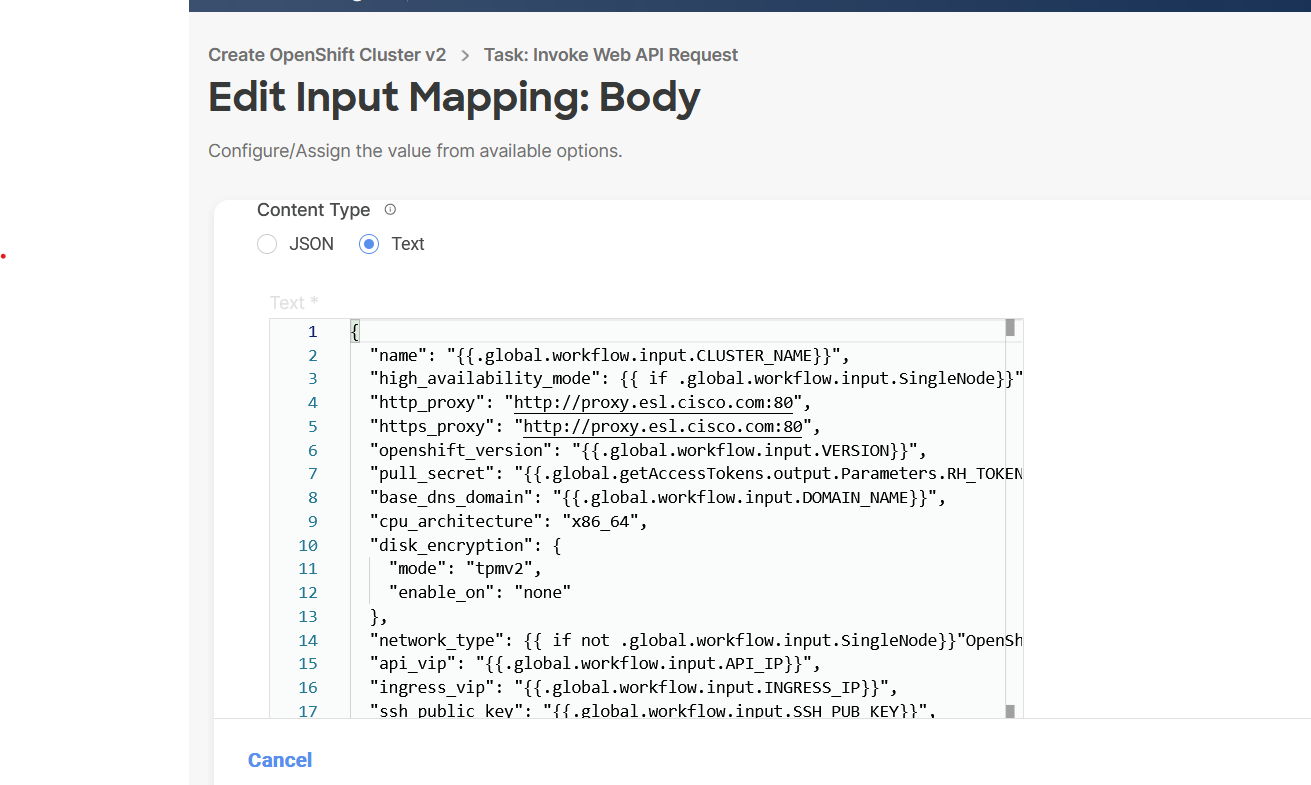 Create OpenShift Cluster v2 > Task: Invoke Web API Request
Edit Input Mapping: Body
Configure/Assign the value from available options.
Content Type
JSON Text
Text *
1 {
2 "name": "{{.global.workflow.input.CLUSTER_NAME}}",
3 "high_availability_mode": {{ if .global.workflow.input.SingleNode}}"
4 "http_proxy": "http://proxy.esl.cisco.com:80",
5 "https_proxy": "http://proxy.esl.cisco.com:80",
6 "openshift_version": "{{.global.workflow.input.VERSION}}",
7 "pull_secret": "{{.global.getAccessTokens.output.Parameters.RH_TOKEN
8 "base_dns_domain": "{{.global.workflow.input.DOMAIN_NAME}}",
9 "cpu_architecture": "x86_64",
10 "disk_encryption": {
11 "mode": "tpmv2",
12 "enable_on": "none"
13 },
14 "network_type": {{ if not .global.workflow.input.SingleNode}}"OpenSh
15 "api_vip": "{{.global.workflow.input.API_IP}}",
16 "ingress_vip": "{{.global.workflow.input.INGRESS_IP}}",
17 "ssh_public_key": "{{.global.workflow.input.SSH_PUB_KEY}}",
Cancel